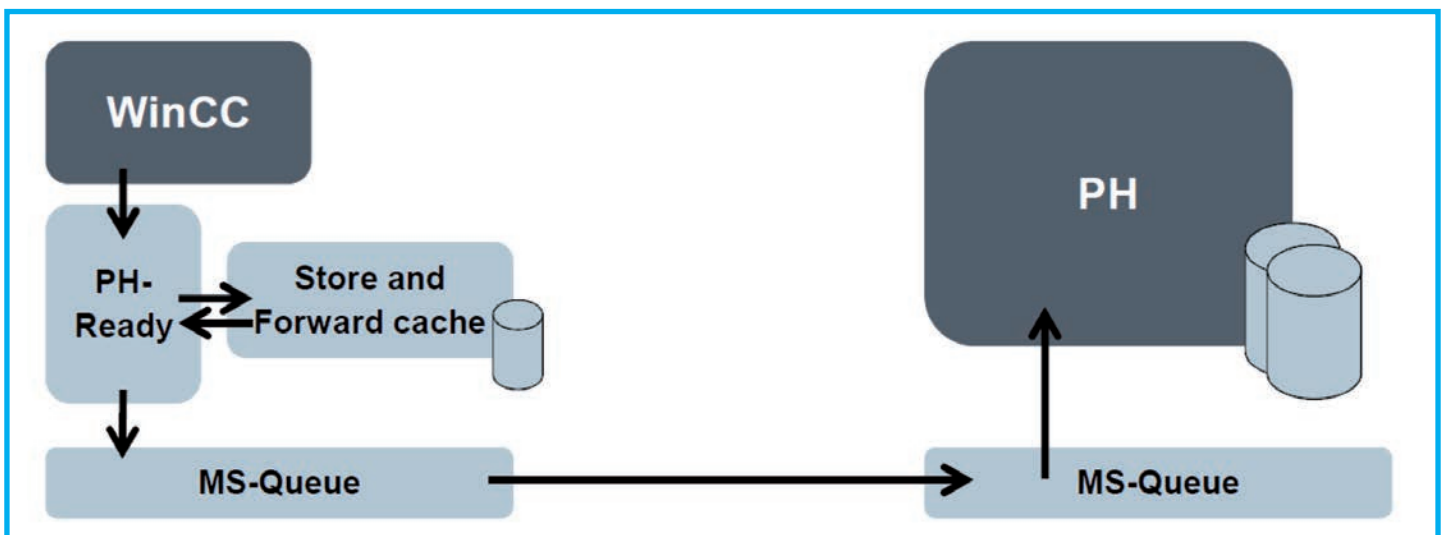 WinCC
PH-
Ready
Store and
Forward cache
MS-Queue
PH
MS-Queue